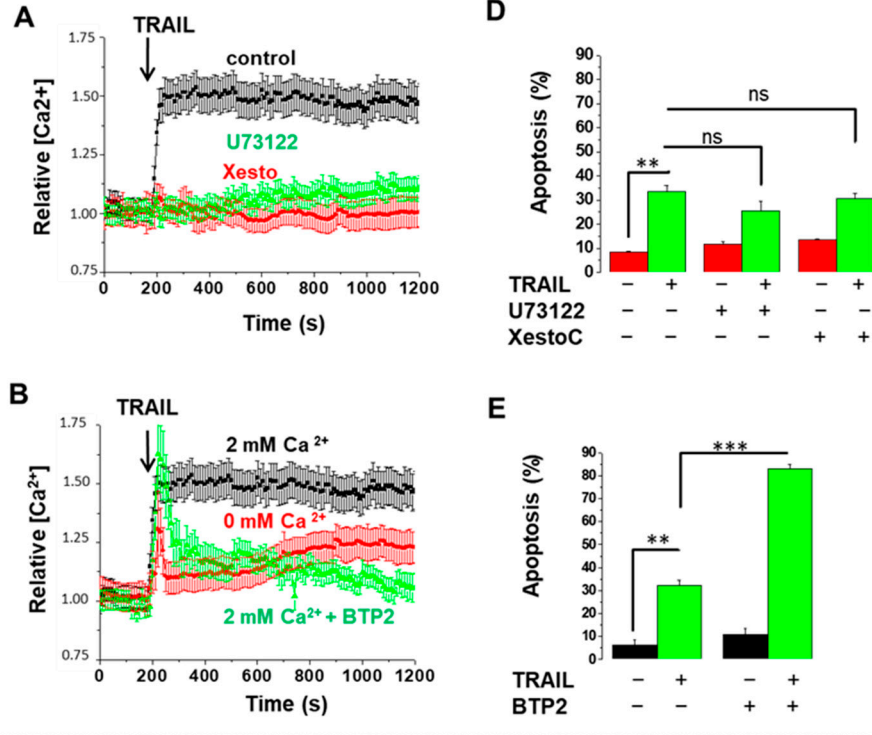 A
TRAIL
1.75
1.50
1.25
1.00
0.75
Relative [Ca2+]
control
U73122
Xesto
0 200 400 600 800 1000 1200
Time (s)
D
90
80
70
60
50
40
30
20
10
0
Apoptosis (%)
ns
ns
**
TRAIL − + − + − +
U73122 − − + + − −
XestoC − − − − + +
B
TRAIL
1.75
1.50
1.25
1.00
0.75
Relative [Ca²⁺]
2 mM Ca ²⁺
0 mM Ca ²⁺
2 mM Ca²⁺ + BTP2
0 200 400 600 800 1000 1200
Time (s)
E
90
80
70
60
50
40
30
20
10
0
Apoptosis (%)
***
**
TRAIL − + − +
BTP2 − − + +